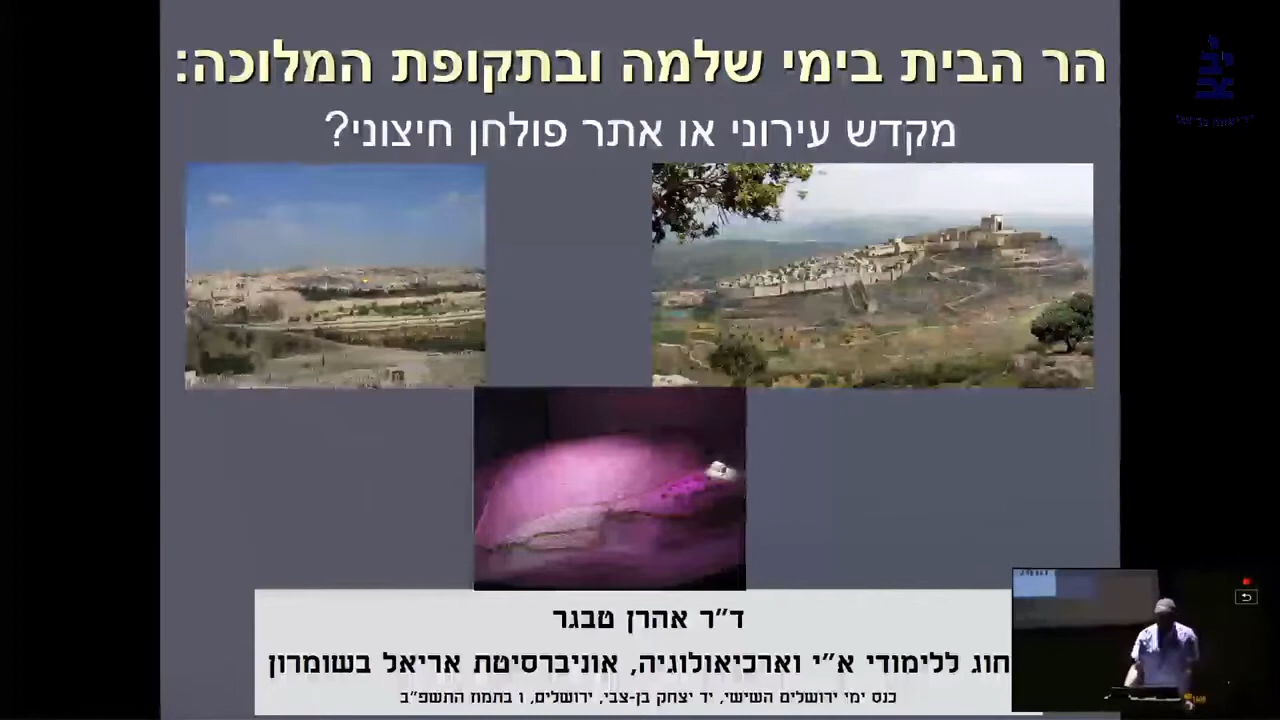 הר הבית בימי שלמה ובתקופת המלוכה:
מקדש עירוני או אתר פולחן חיצוני?
ד"ר אהרן טבגר
חוג ללימודי א"י וארכיאולוגיה, אוניברסיטת אריאל בשומרון
כנס ימי ירושלים השישי, יד יצחק בן-צבי, ירושלים, ו בתמוז התשפ"ב